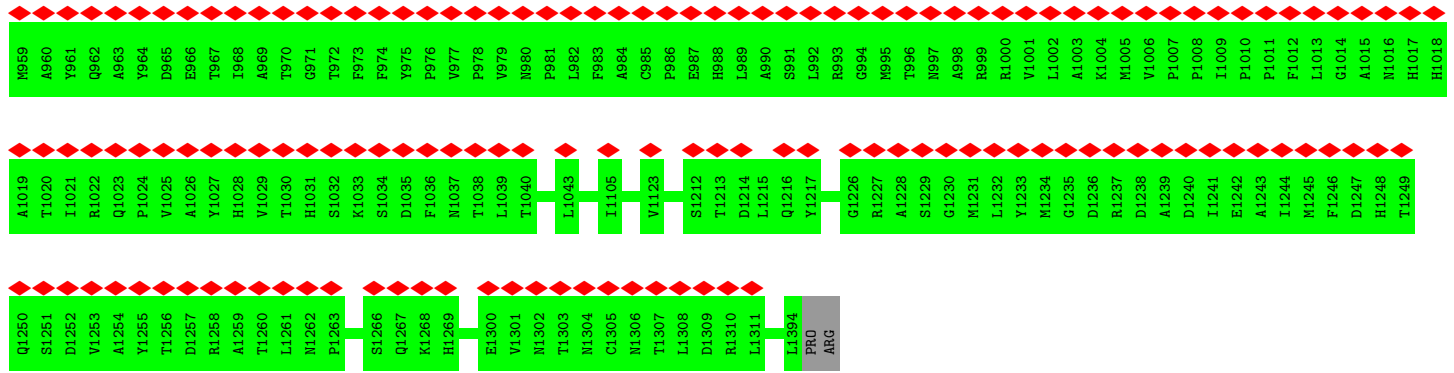 M959 A960 Y961 Q962 A963 Y964 D965 E966 T967 I968 A969 T970 G971 T972 F973 F974 Y975 P976 V977 P978 V979 N980 P981 L982 F983 A984 C985 P986 E987 H988 L989 A990 S991 L992 R993 G994 M995 T996 N997 A998 R999 R1000 V1001 L1002 A1003 K1004 M1005 V1006 P1007 P1008 I1009 P1010 P1011 F1012 L1013 G1014 A1015 N1016 H1017 H1018
A1019 T1020 I1021 R1022 Q1023 P1024 V1025 A1026 Y1027 H1028 V1029 T1030 H1031 S1032 K1033 S1034 D1035 F1036 N1037 T1038 L1039 T1040 L1043 I1105 V1123 S1212 T1213 D1214 L1215 Q1216 Y1217 G1226 R1227 A1228 S1229 G1230 M1231 L1232 Y1233 M1234 G1235 D1236 R1237 D1238 A1239 D1240 I1241 E1242 A1243 I1244 M1245 F1246 D1247 H1248 T1249
Q1250 S1251 D1252 V1253 A1254 Y1255 T1256 D1257 R1258 A1259 T1260 L1261 N1262 P1263 S1266 Q1267 K1268 H1269 E1300 V1301 N1302 T1303 N1304 C1305 N1306 T1307 L1308 D1309 R1310 L1311 L1394 PRO ARG